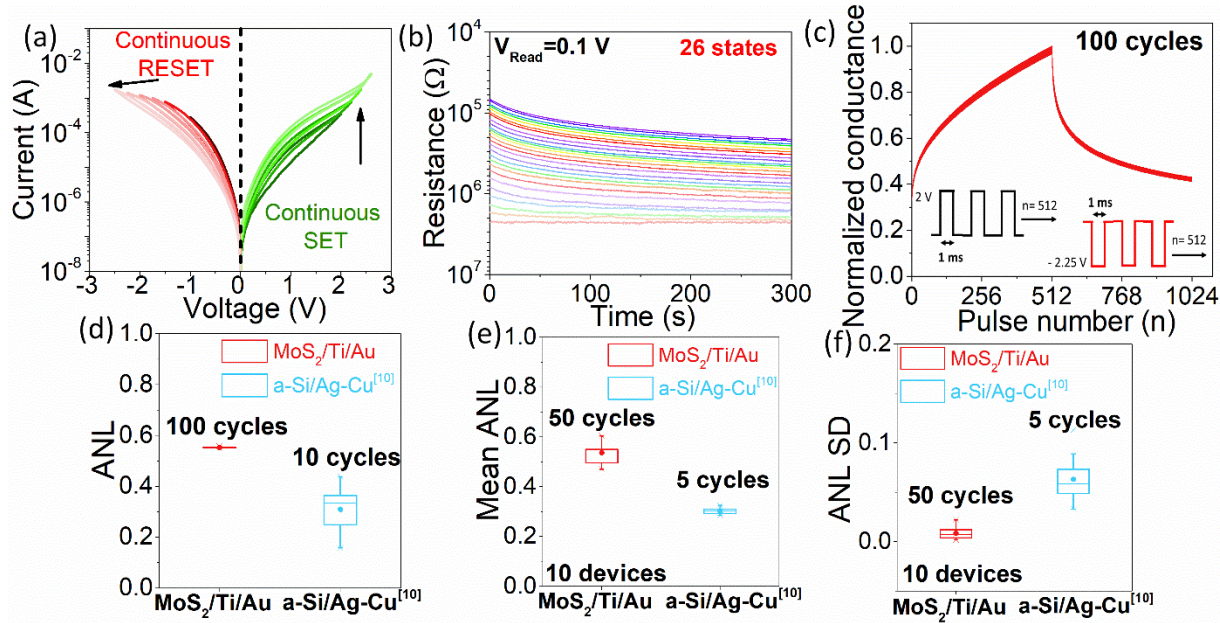 (a)
Continuous
RESET
Continuous
SET
Current (A)
10⁻²
10⁻⁴
10⁻⁶
10⁻⁸
-3 -2 -1 0 1 2 3
Voltage (V)
(b)
V_Read=0.1 V
26 states
Resistance (Ω)
10⁴
10⁵
10⁶
10⁷
0 100 200 300
Time (s)
(c)
100 cycles
Normalized conductance
1.0
0.8
0.6
0.4
0.2
0.0
2 V
n= 512
1 ms
1 ms
n= 512
- 2.25 V
0 256 512 768 1024
Pulse number (n)
(d)
MoS₂/Ti/Au
a-Si/Ag-Cu[10]
100 cycles
10 cycles
ANL
1.0
0.8
0.6
0.4
0.2
0.0
MoS₂/Ti/Au a-Si/Ag-Cu[10]
(e)
MoS₂/Ti/Au
a-Si/Ag-Cu[10]
50 cycles
5 cycles
10 devices
Mean ANL
1.0
0.8
0.6
0.4
0.2
0.0
MoS₂/Ti/Au a-Si/Ag-Cu[10]
(f)
MoS₂/Ti/Au
a-Si/Ag-Cu[10]
5 cycles
50 cycles
10 devices
ANL SD
0.2
0.1
0.0
MoS₂/Ti/Au a-Si/Ag-Cu[10]